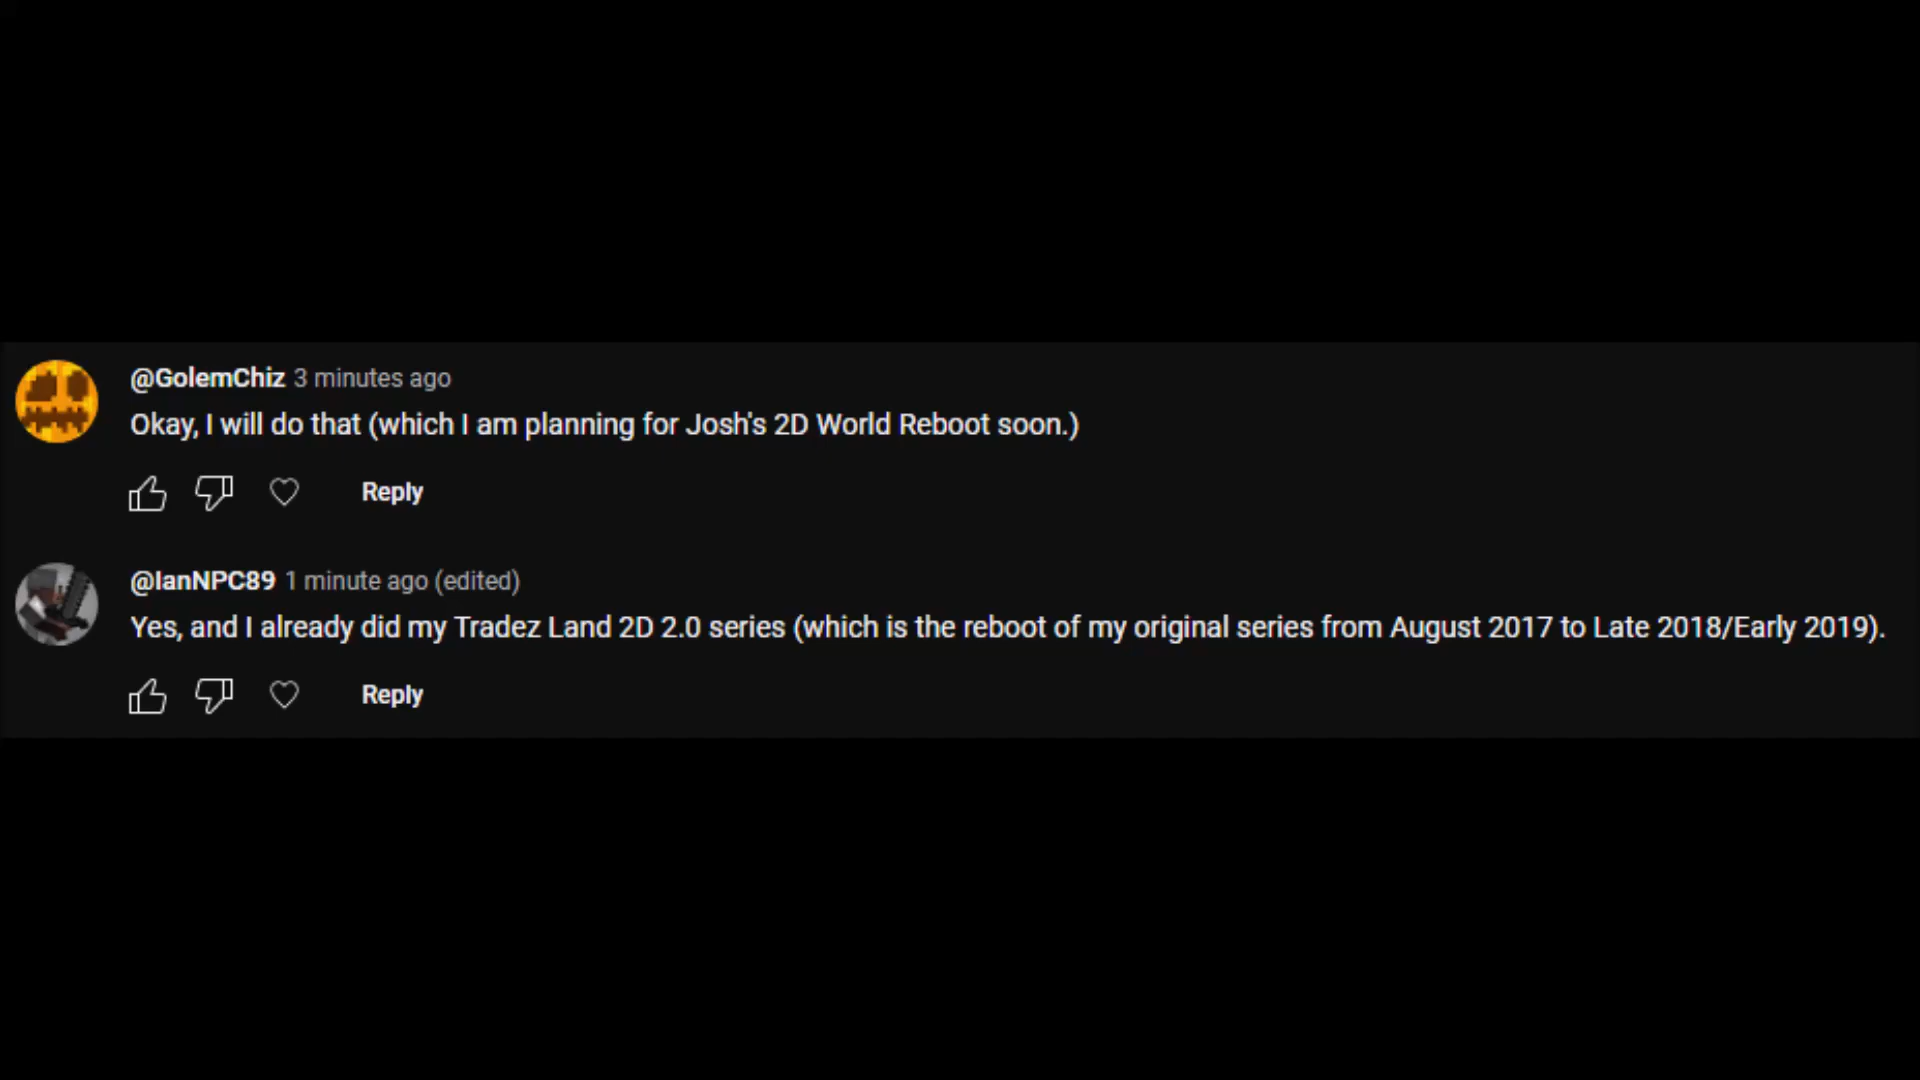 @GolemChiz 3 minutes ago
Okay, I will do that (which I am planning for Josh's 2D World Reboot soon.)
Reply
@IanNPC89 1 minute ago (edited)
Yes, and I already did my Tradez Land 2D 2.0 series (which is the reboot of my original series from August 2017 to Late 2018/Early 2019).
Reply